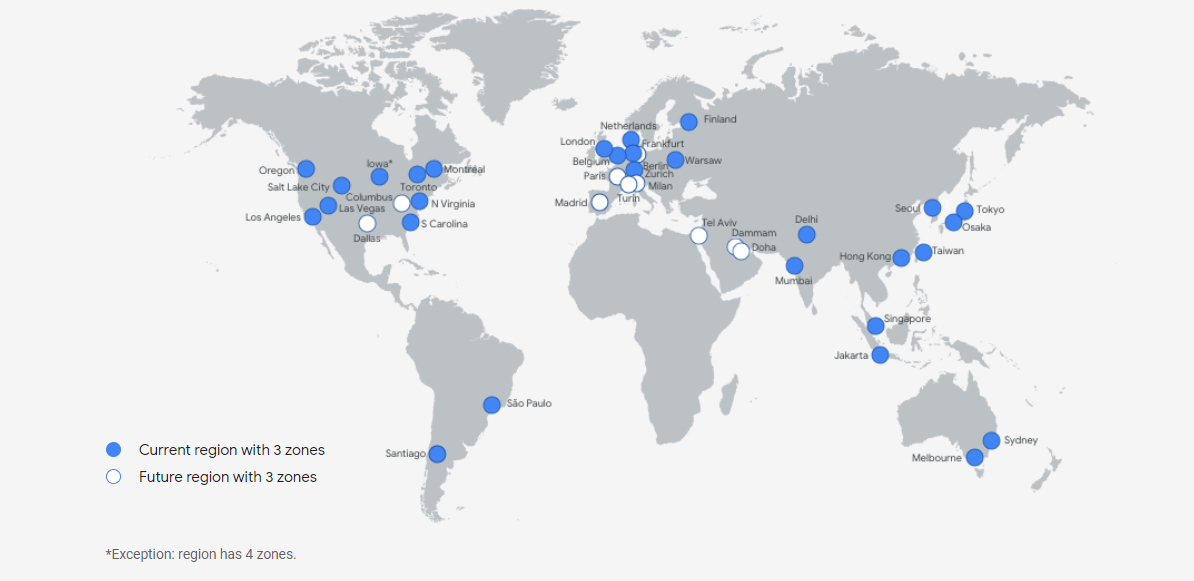 Finland
Netherlands
London
Frankfurt
Belgium
Warsaw
Berlin
Paris
Zurich
Milan
Turin
Madrid
Oregon
Iowa*
Montréal
Salt Lake City
Toronto
Columbus
N Virginia
Las Vegas
Los Angeles
S Carolina
Dallas
Tel Aviv
Dammam
Doha
Delhi
Mumbai
Seoul
Tokyo
Osaka
Hong Kong
Taiwan
Singapore
Jakarta
São Paulo
Santiago
Sydney
Melbourne
Current region with 3 zones
Future region with 3 zones
*Exception: region has 4 zones.